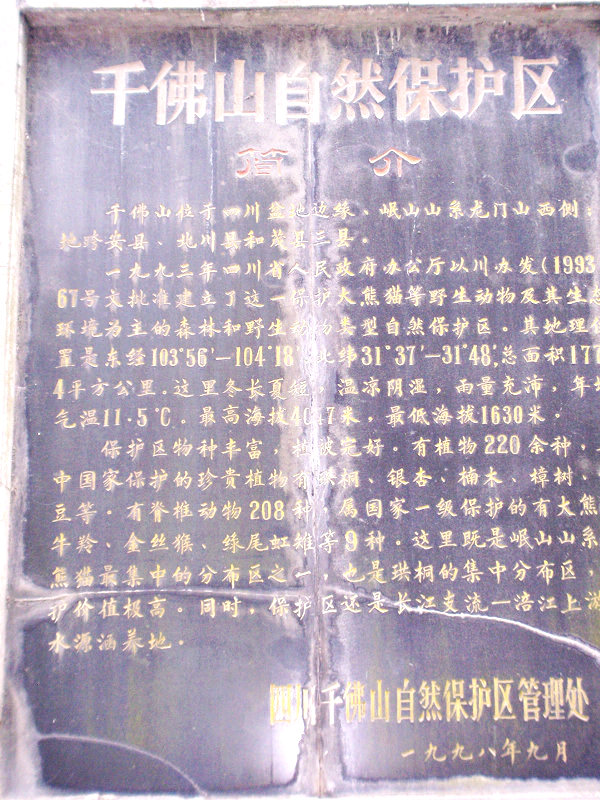 千佛山自然保护区
简 介
千佛山位于四川盆地边缘、岷山山系龙门山西侧;
地跨安县、北川县和茂县三县。
一九九三年四川省人民政府办公厅以川办发(1993
67号文批准建立了这一保护大熊猫等野生动物及其生态
环境为主的森林和野生动物类型自然保护区。其地理位
置是东经103°56′—104°18′,北纬31°37′—31°48′,总面积177
4平方公里。这里冬长夏短,温凉阴湿,雨量充沛,年均
气温11·5℃。最高海拔4047米,最低海拔1630米。
保护区物种丰富,植被完好。有植物220余种,
中国家保护的珍贵植物有珙桐、银杏、楠木、樟树、
豆等。有脊椎动物208种,属国家一级保护的有大熊
牛羚、金丝猴、绿尾虹雉等9种。这里既是岷山山系
熊猫最集中的分布区之一,也是珙桐的集中分布区,
护价值极高。同时,保护区还是长江支流一涪江上游
水源涵养地。
四川千佛山自然保护区管理处
一九九八年九月